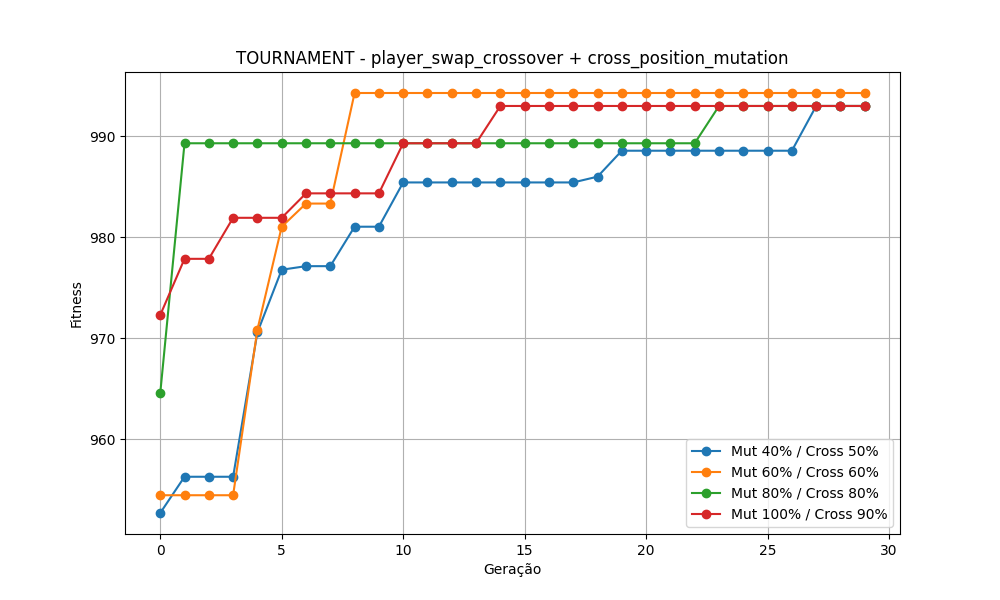 TOURNAMENT - player_swap_crossover + cross_position_mutation
Fitness
990
980
970
960
0 5 10 15 20 25 30
Geração
Mut 40% / Cross 50%
Mut 60% / Cross 60%
Mut 80% / Cross 80%
Mut 100% / Cross 90%